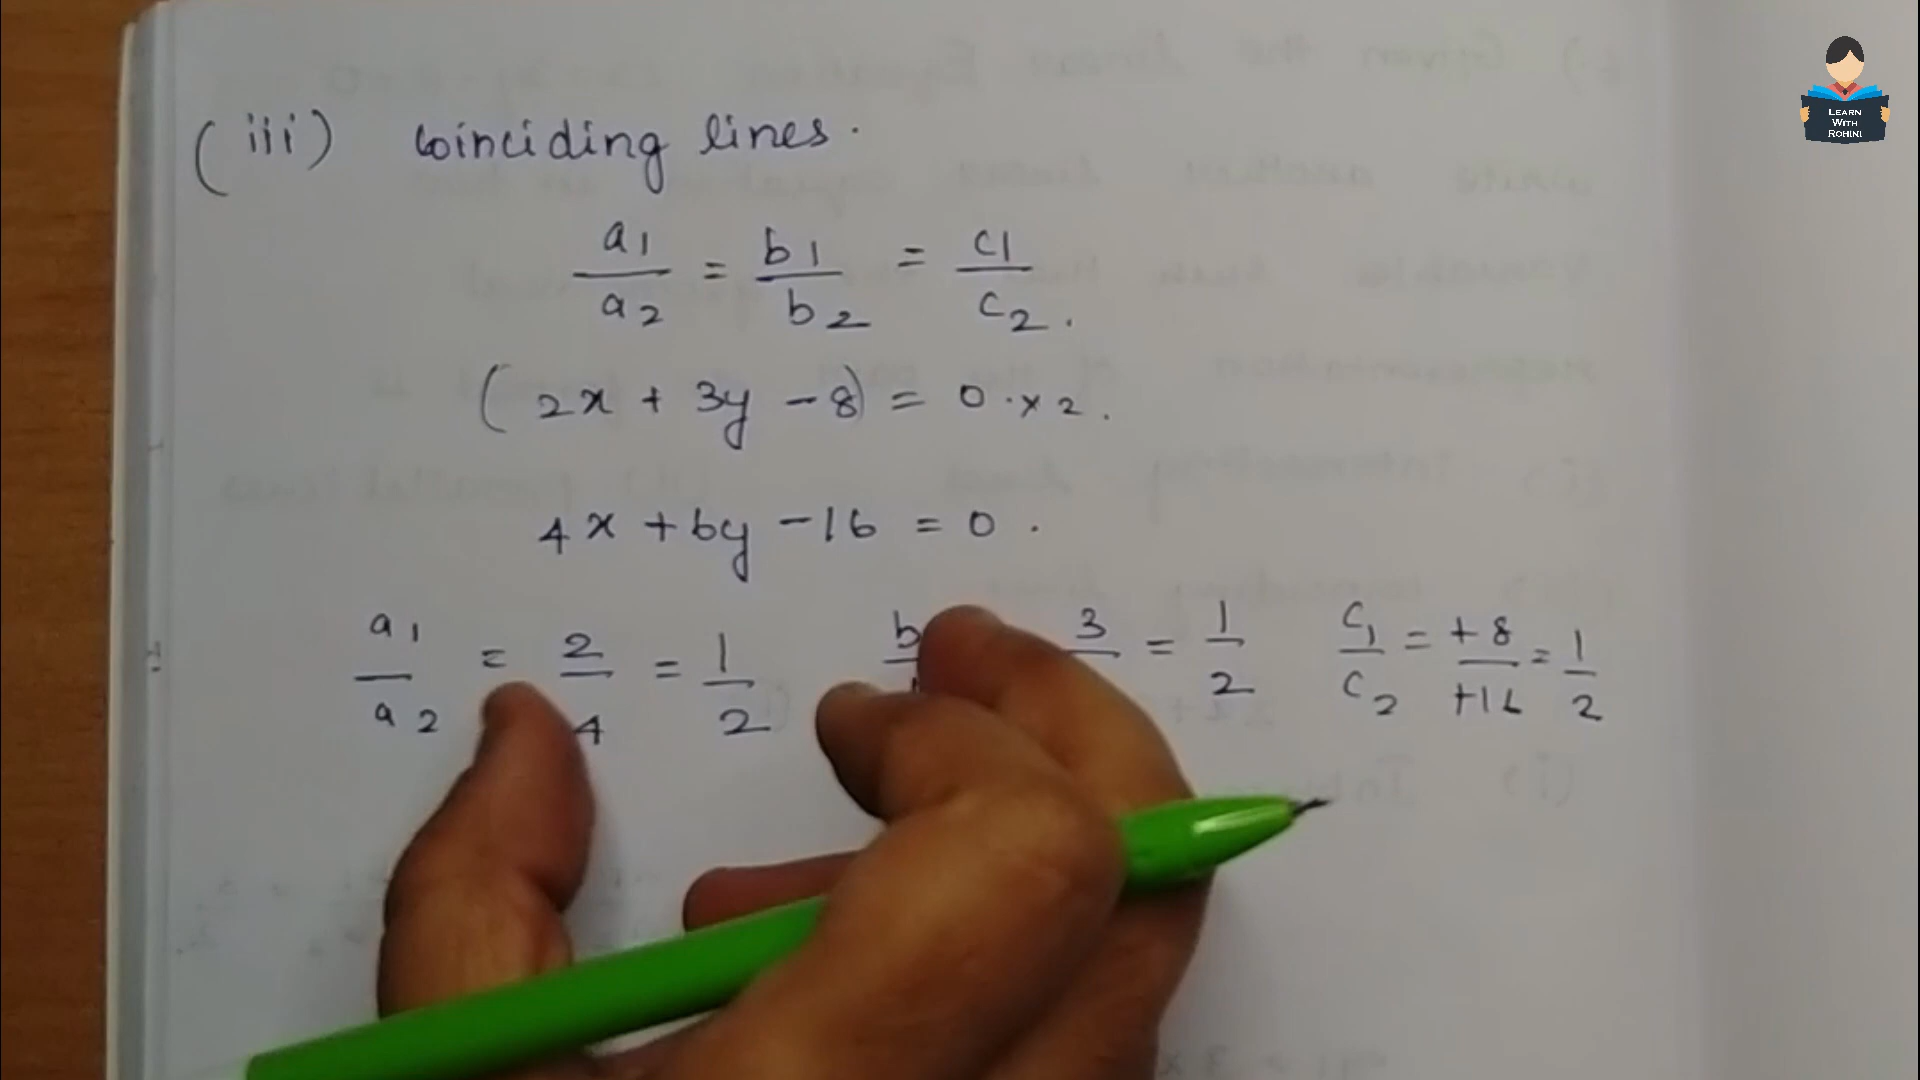 (iii) coinciding lines.
a1/a2 = b1/b2 = c1/c2.
(2x + 3y - 8) = 0. x 2.
4x + 6y - 16 = 0.
a1/a2 = 2/4 = 1/2 b 3 = 1/2 c1/c2 = +8/+16 = 1/2
LEARN
WITH
ROHINI